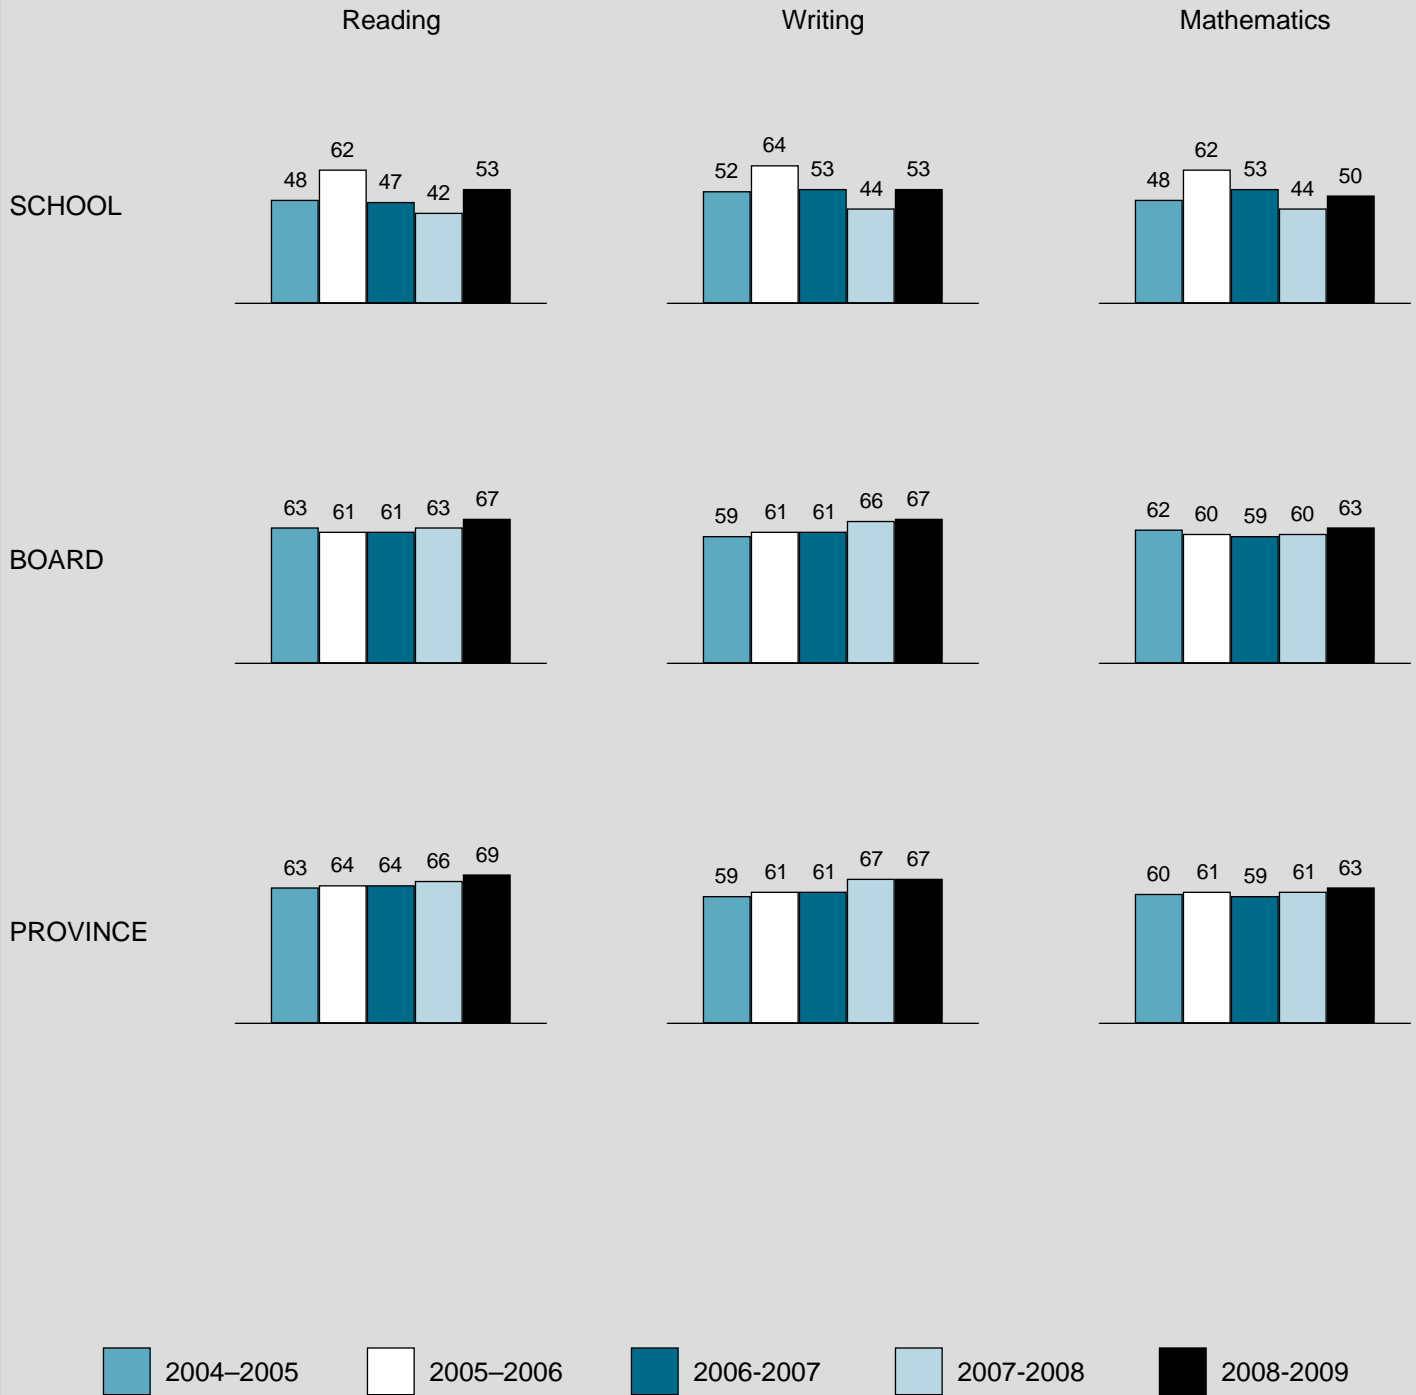 Reading Writing Mathematics
SCHOOL
48 62 47 42 53
52 64 53 44 53
48 62 53 44 50
BOARD
63 61 61 63 67
59 61 61 66 67
62 60 59 60 63
PROVINCE
63 64 64 66 69
59 61 61 67 67
60 61 59 61 63
2004–2005 2005–2006 2006-2007 2007-2008 2008-2009